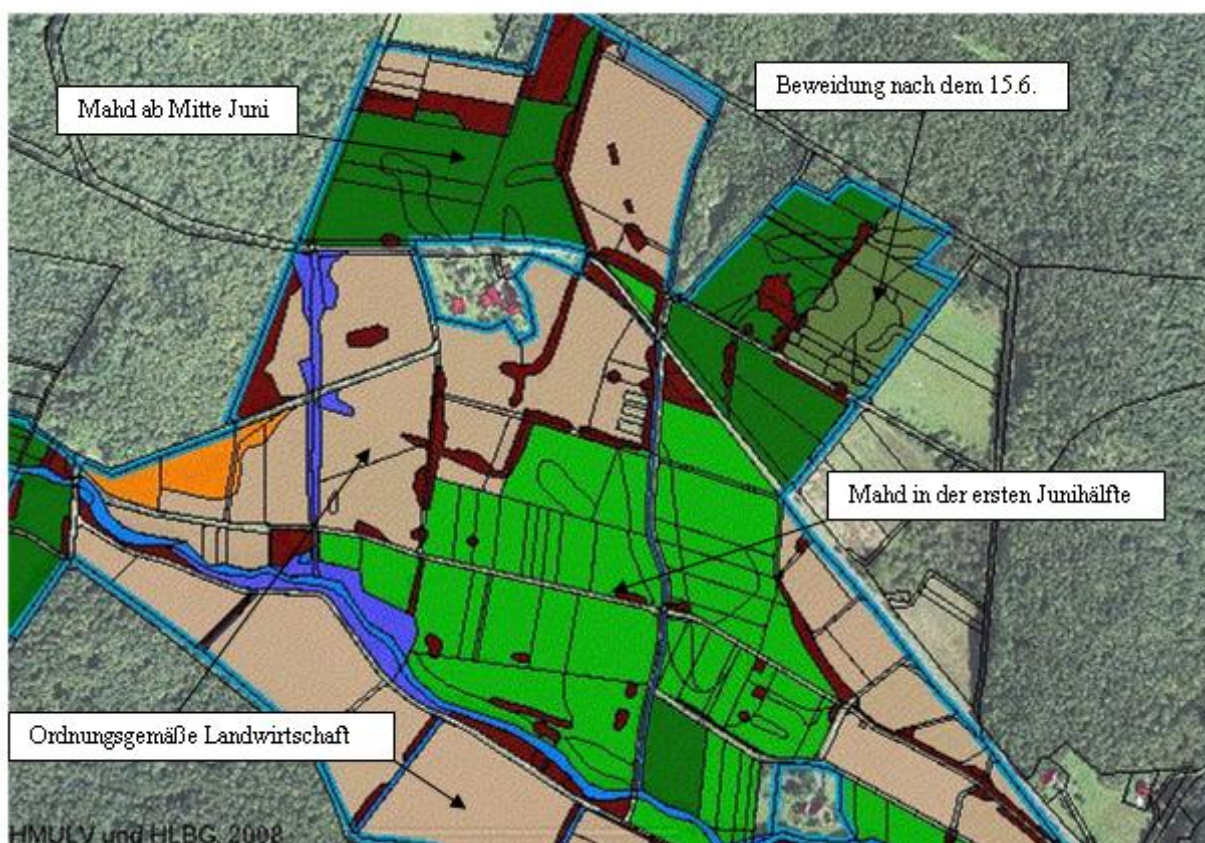 Beweidung nach dem 15.6.
Mahd ab Mitte Juni
Mahd in der ersten Junihälfte
Ordnungsgemäße Landwirtschaft
HMULV und HLBG, 2008